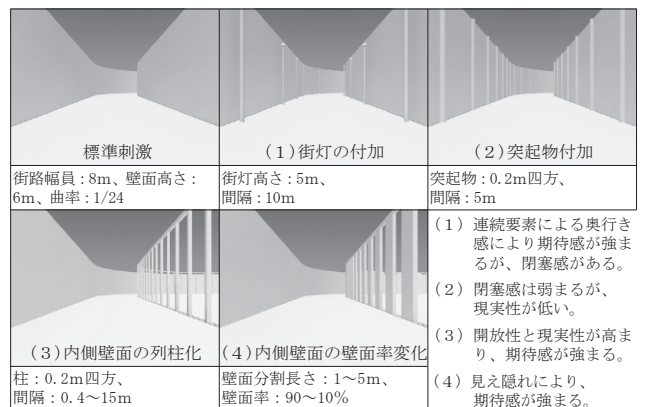 標準刺激
(1)街灯の付加
(2)突起物付加
街路幅員:8m、壁面高さ:
6m、曲率:1/24
街灯高さ:5m、
間隔:10m
突起物:0.2m四方、
間隔:5m
(3)内側壁面の列柱化
(4)内側壁面の壁面率変化
柱:0.2m四方、
間隔:0.4〜15m
壁面分割長さ:1〜5m、
壁面率:90〜10%
(1)連続要素による奥行き
感により期待感が強ま
るが、閉塞感がある。
(2)閉塞感は弱まるが、
現実性が低い。
(3)開放性と現実性が高ま
り、期待感が強まる。
(4)見え隠れにより、
期待感が強まる。